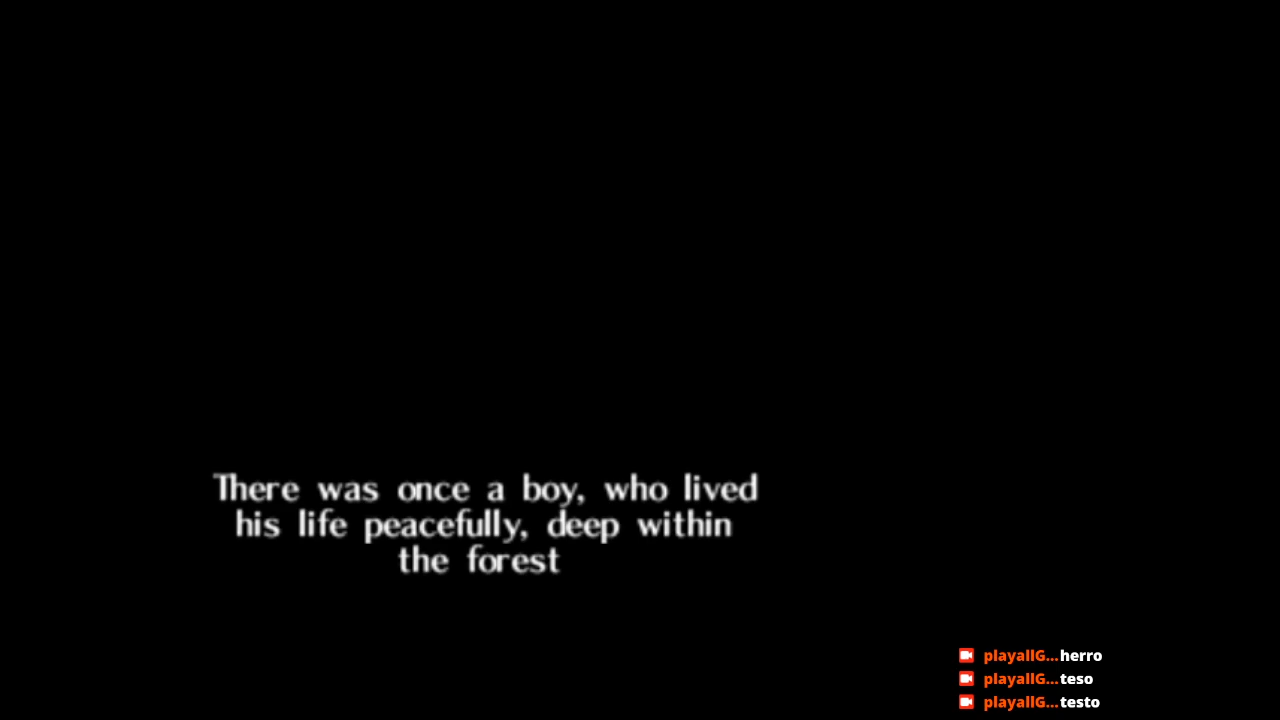 There was once a boy, who lived
his life peacefully, deep within
the forest
playallG...herro
playallG...teso
playallG...testo